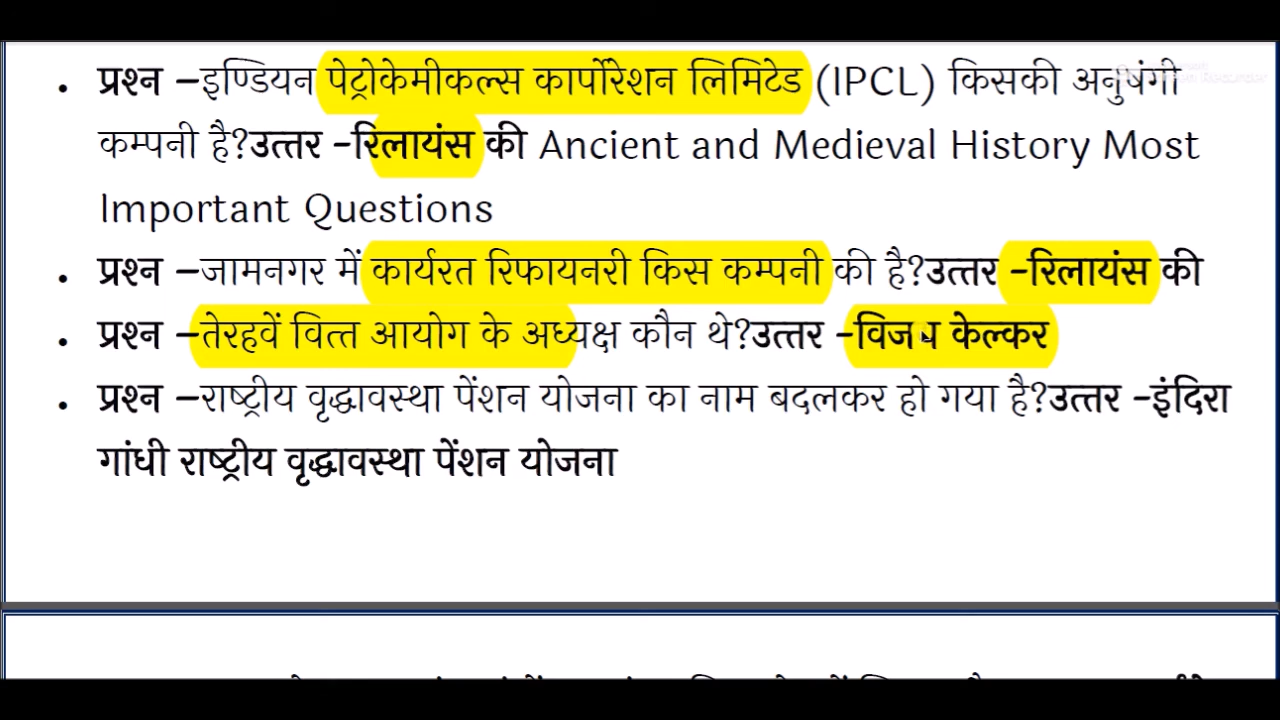 • प्रश्न –इण्डियन पेट्रोकेमीकल्स कार्पोरेशन लिमिटेड (IPCL) किसकी अनुषंगी
कम्पनी है?उत्तर -रिलायंस की Ancient and Medieval History Most
Important Questions
• प्रश्न –जामनगर में कार्यरत रिफायनरी किस कम्पनी की है?उत्तर -रिलायंस की
• प्रश्न –तेरहवें वित्त आयोग के अध्यक्ष कौन थे?उत्तर -विजय केल्कर
• प्रश्न –राष्ट्रीय वृद्धावस्था पेंशन योजना का नाम बदलकर हो गया है?उत्तर -इंदिरा
गांधी राष्ट्रीय वृद्धावस्था पेंशन योजना